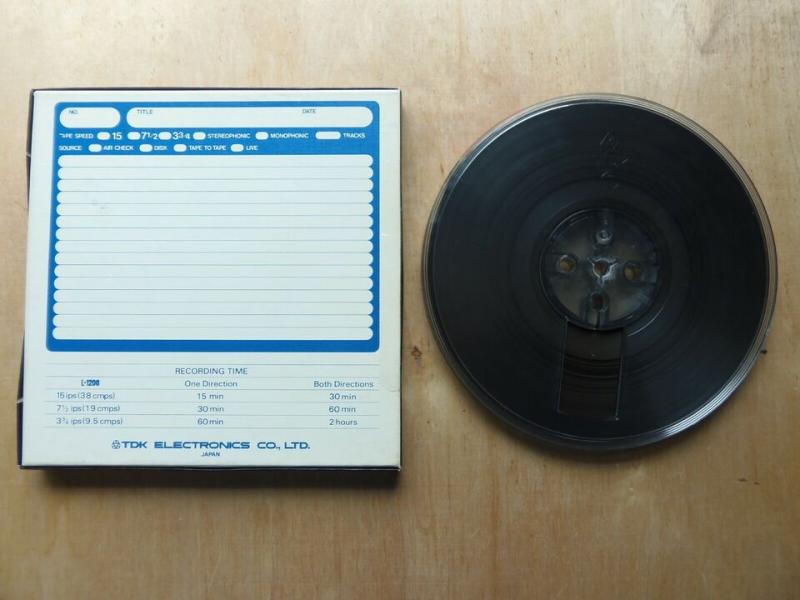 NO. TITLE DATE
TAPE SPEED 15 7½ 3¾ STEREOPHONIC MONOPHONIC TRACKS
SOURCE AIR CHECK DISK TAPE TO TAPE LIVE
RECORDING TIME
L-1200 One Direction Both Directions
15 ips (38 cmps) 15 min 30 min
7½ ips (19 cmps) 30 min 60 min
3¾ ips (9.5 cmps) 60 min 2 hours
TDK ELECTRONICS CO., LTD.
JAPAN